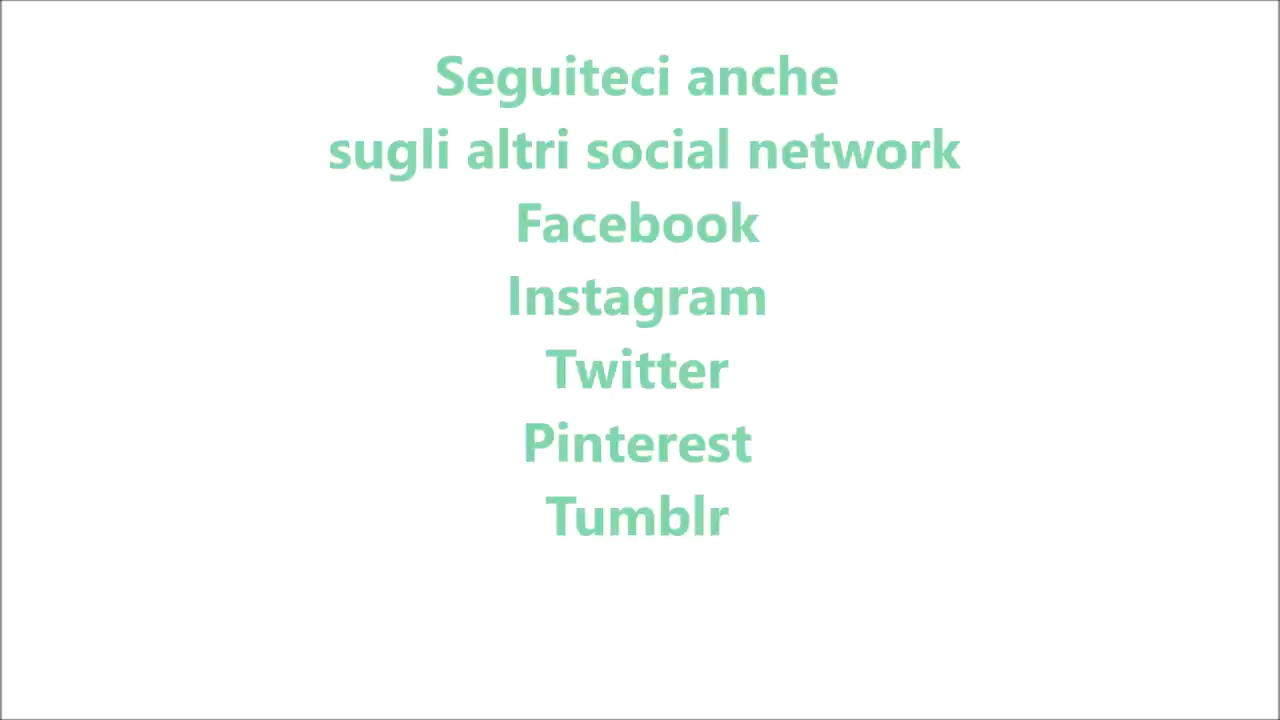 Seguiteci anche
sugli altri social network
Facebook
Instagram
Twitter
Pinterest
Tumblr